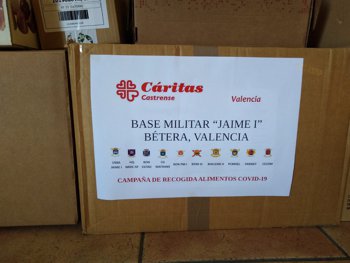 Cáritas
Castrense
Valencia
BASE MILITAR "JAIME I"
BÉTERA, VALENCIA
CAMPAÑA DE RECOGIDA ALIMENTOS COVID-19